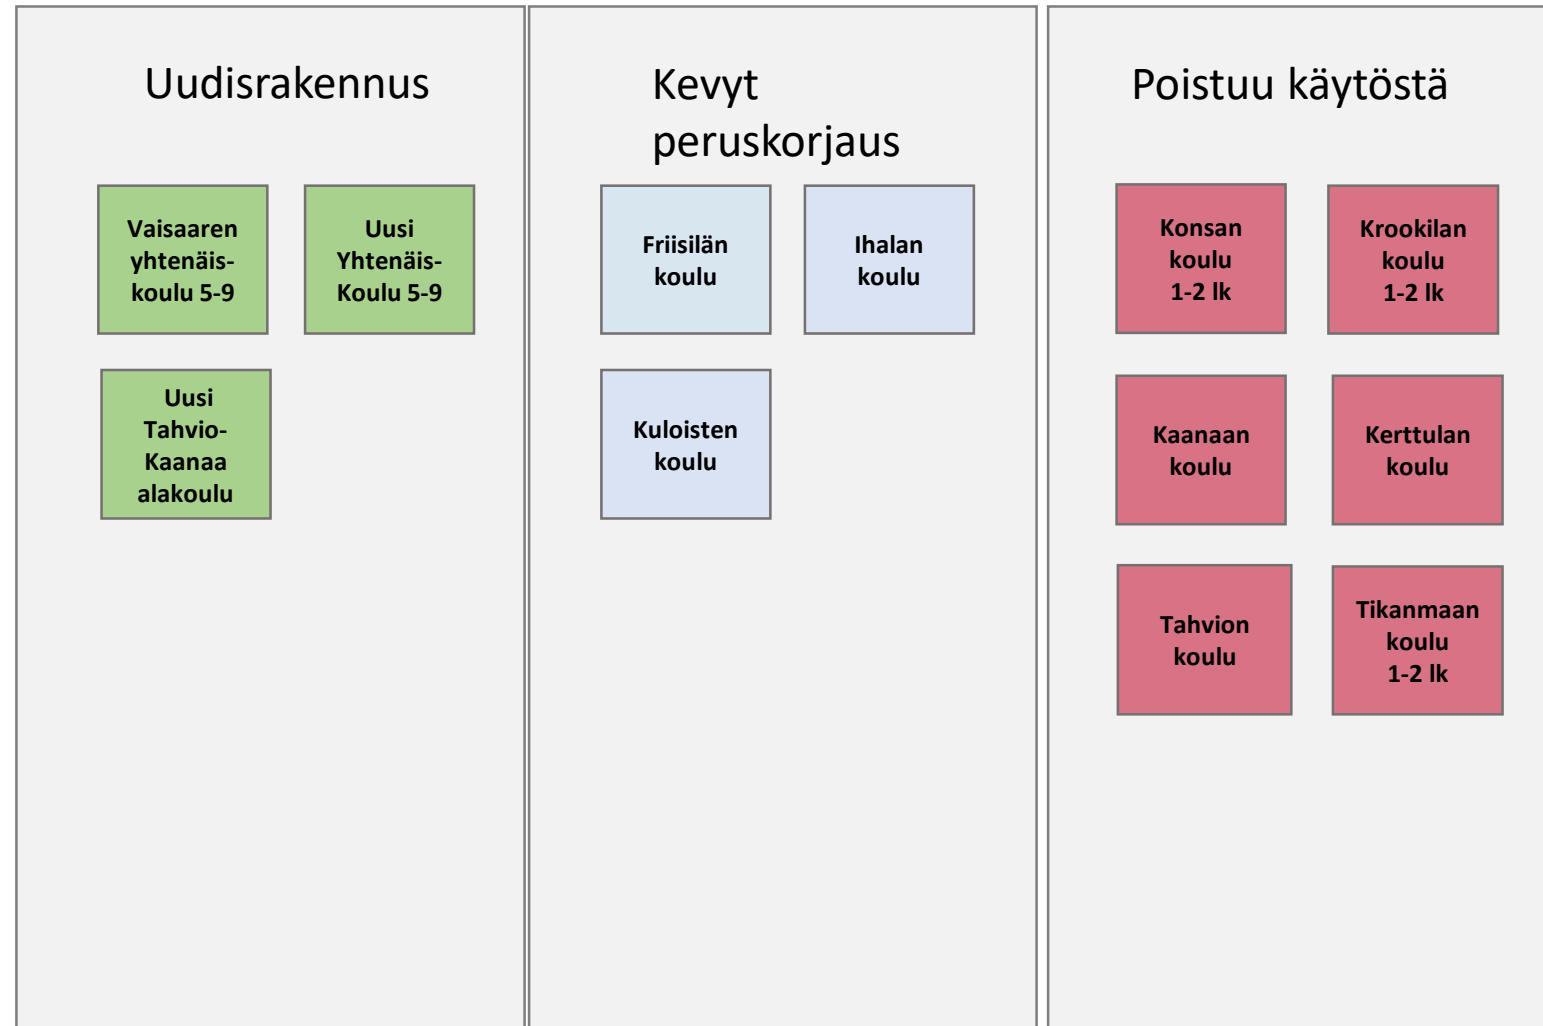 Uudisrakennus
Vaisaaren
yhtenäis-
koulu 5-9
Uusi
Yhtenäis-
Koulu 5-9
Uusi
Tahvio-
Kaanaa
alakoulu
Kevyt
peruskorjaus
Friisilän
koulu
Ihalan
koulu
Kuloisten
koulu
Poistuu käytöstä
Konsan
koulu
1-2 lk
Krookilan
koulu
1-2 lk
Kaanaan
koulu
Kerttulan
koulu
Tahvion
koulu
Tikanmaan
koulu
1-2 lk